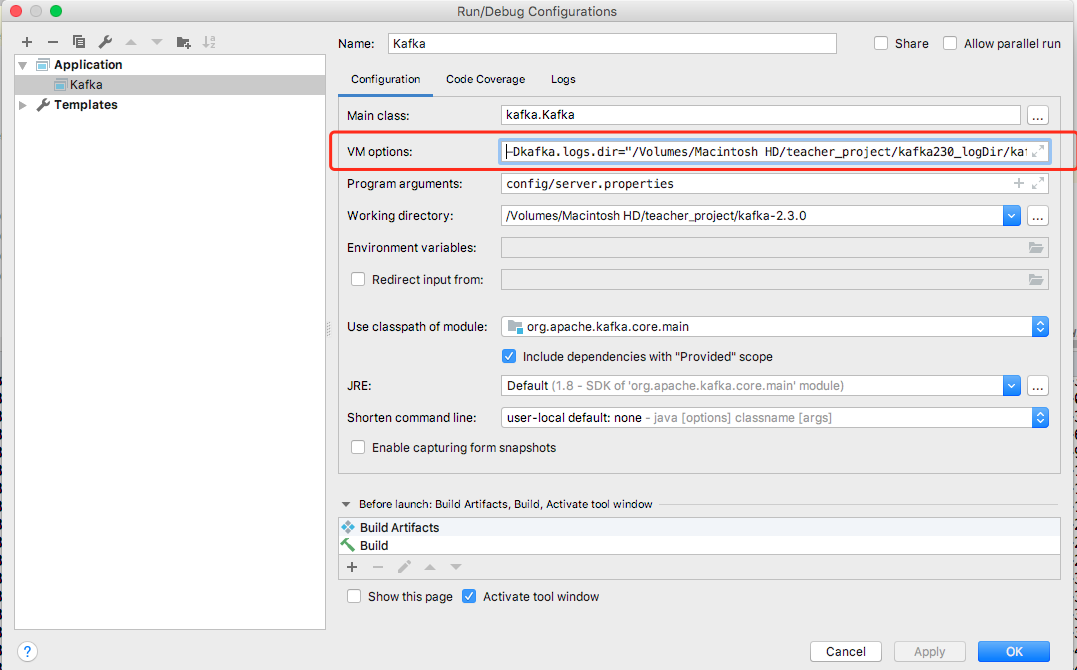 Run/Debug Configurations
Name: Kafka Share Allow parallel run
Application
Kafka
Templates
Configuration Code Coverage Logs
Main class: kafka.Kafka ...
VM options: -Dkafka.logs.dir="/Volumes/Macintosh HD/teacher_project/kafka230_logDir/kaf
Program arguments: config/server.properties
Working directory: /Volumes/Macintosh HD/teacher_project/kafka-2.3.0 ...
Environment variables:
Redirect input from:
Use classpath of module: org.apache.kafka.core.main
Include dependencies with "Provided" scope
JRE: Default (1.8 - SDK of 'org.apache.kafka.core.main' module) ...
Shorten command line: user-local default: none - java [options] classname [args]
Enable capturing form snapshots
Before launch: Build Artifacts, Build, Activate tool window
Build Artifacts
Build
Show this page Activate tool window
? Cancel Apply OK